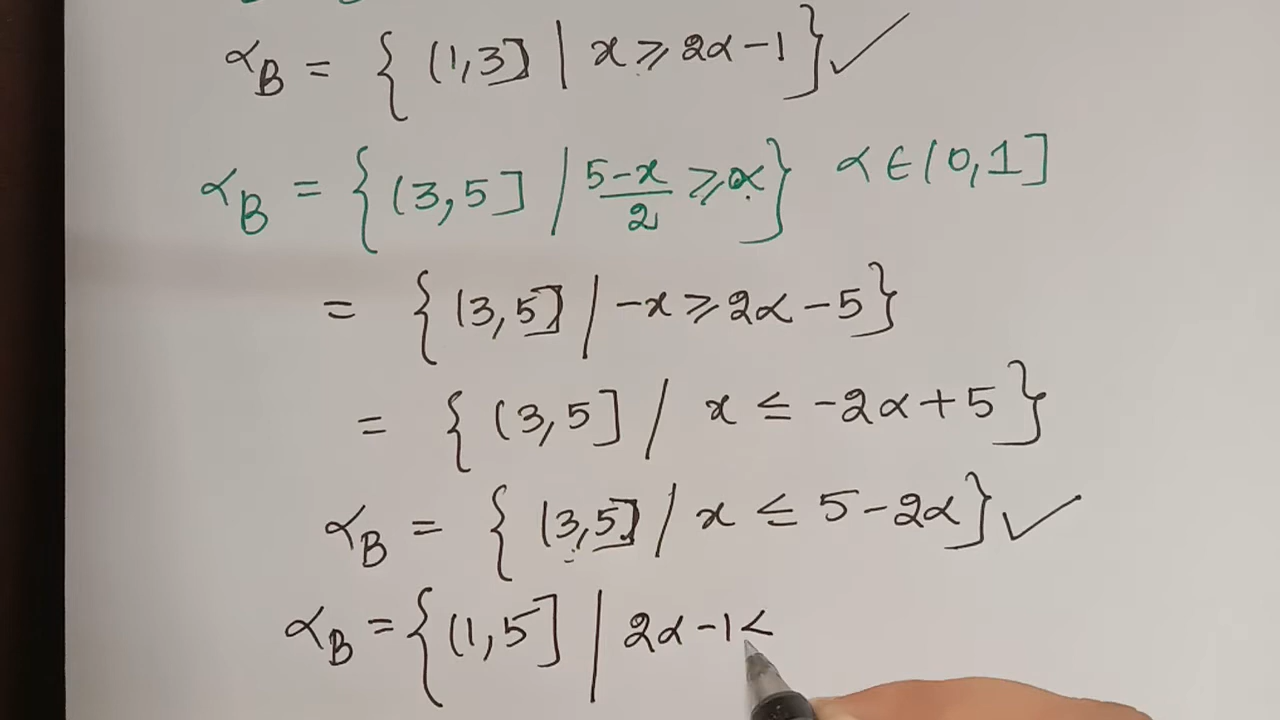 αB = { (1,3] | x ⩾ 2α - 1 } ✓
αB = { (3,5] / (5-x)/2 ⩾ α } α ∈ (0,1]
= { (3,5] / -x ⩾ 2α - 5 }
= { (3,5] / x ≤ -2α + 5 }
αB = { (3,5] / x ≤ 5 - 2α } ✓
αB = { (1,5] | 2α - 1 <